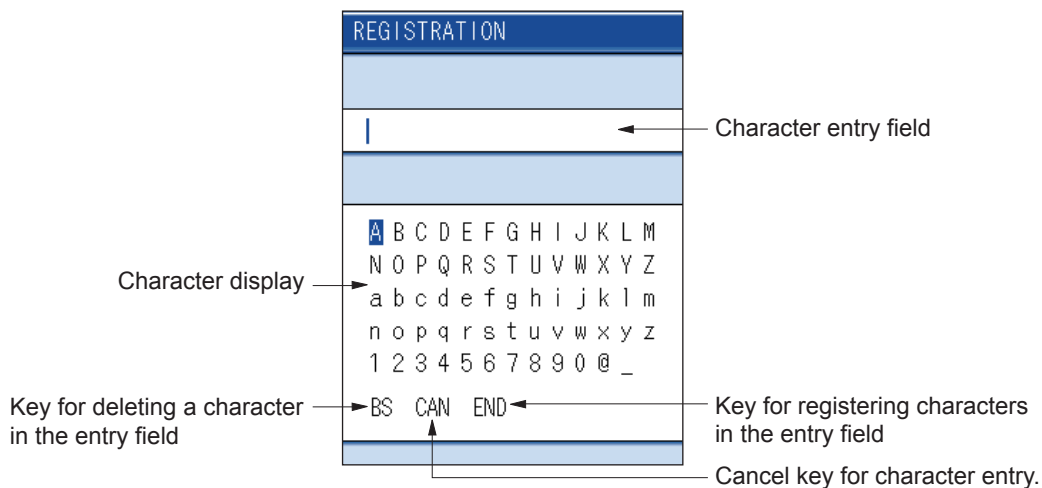 REGISTRATION
Character entry field
A B C D E F G H I J K L M
N O P Q R S T U V W X Y Z
Character display
a b c d e f g h i j k l m
n o p q r s t u v w x y z
1 2 3 4 5 6 7 8 9 0 @ _
Key for deleting a character
in the entry field
BS CAN END
Key for registering characters
in the entry field
Cancel key for character entry.